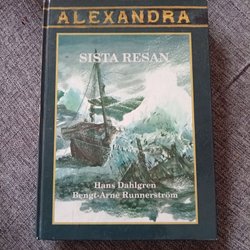 ALEXANDRA
SISTA RESAN
Hans Dahlgren
Bengt-Arne Runnerström